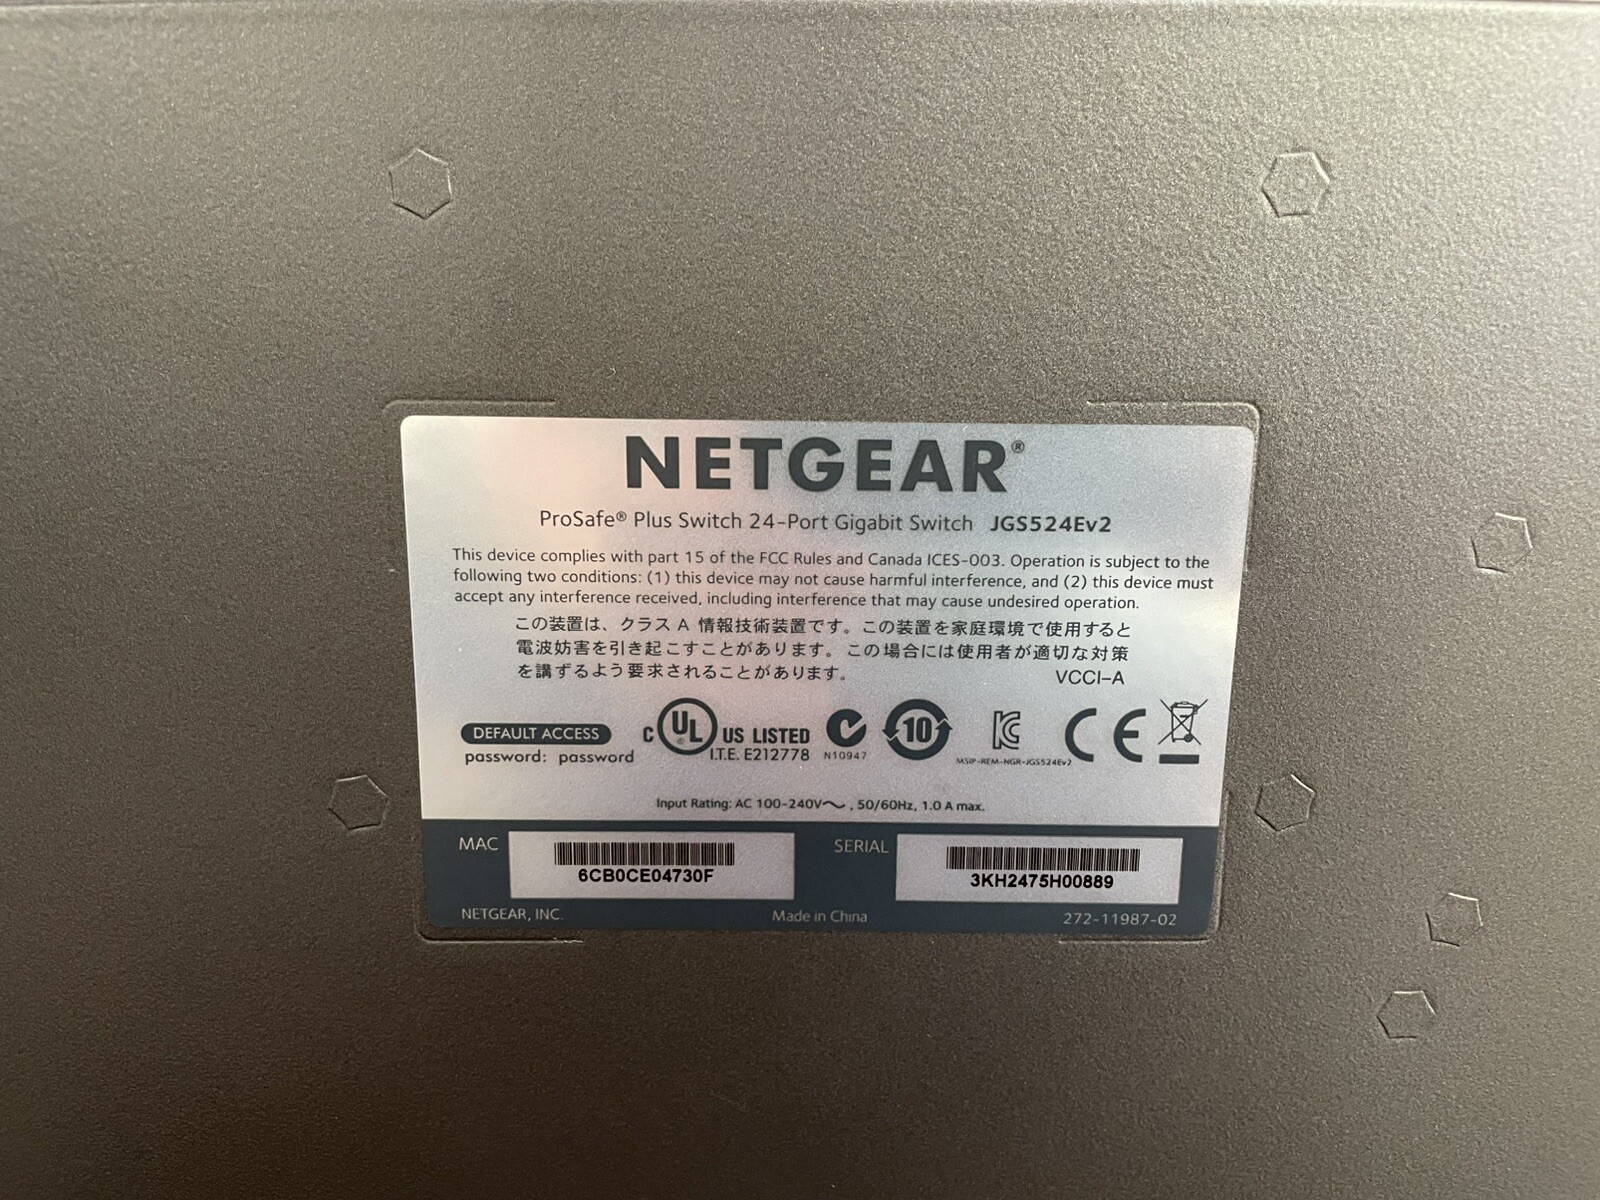 NETGEAR®
ProSafe® Plus Switch 24-Port Gigabit Switch JGS524Ev2
This device complies with part 15 of the FCC Rules and Canada ICES-003. Operation is subject to the
following two conditions: (1) this device may not cause harmful interference, and (2) this device must
accept any interference received, including interference that may cause undesired operation.
この装置は、クラス A 情報技術装置です。この装置を家庭環境で使用すると
電波妨害を引き起こすことがあります。この場合には使用者が適切な対策
を講ずるよう要求されることがあります。 VCCI-A
DEFAULT ACCESS
password: password
C UL® US LISTED
I.T.E. E212778
N10947
10
MSIP-REM-NGR-JGS524Ev2
CE
Input Rating: AC 100-240V～, 50/60Hz, 1.0 A max.
MAC
6CB0CE04730F
SERIAL
3KH2475H00889
NETGEAR, INC. Made in China 272-11987-02